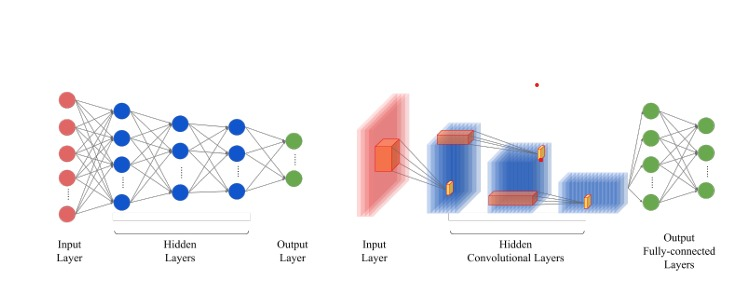 Input
Layer
Hidden
Layers
Output
Layer
Input
Layer
Hidden
Convolutional Layers
Output
Fully-connected
Layers